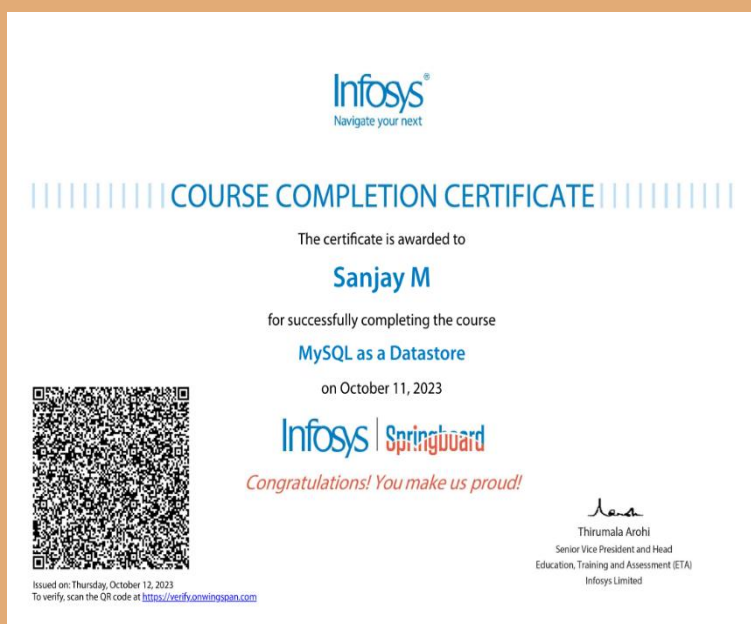 Infosys®
Navigate your next
COURSE COMPLETION CERTIFICATE
The certificate is awarded to
Sanjay M
for successfully completing the course
MySQL as a Datastore
on October 11, 2023
Infosys | Springboard
Congratulations! You make us proud!
Thirumala Arohi
Senior Vice President and Head
Education, Training and Assessment (ETA)
Infosys Limited
Issued on: Thursday, October 12, 2023
To verify, scan the QR code at https://verify.onwingspan.com